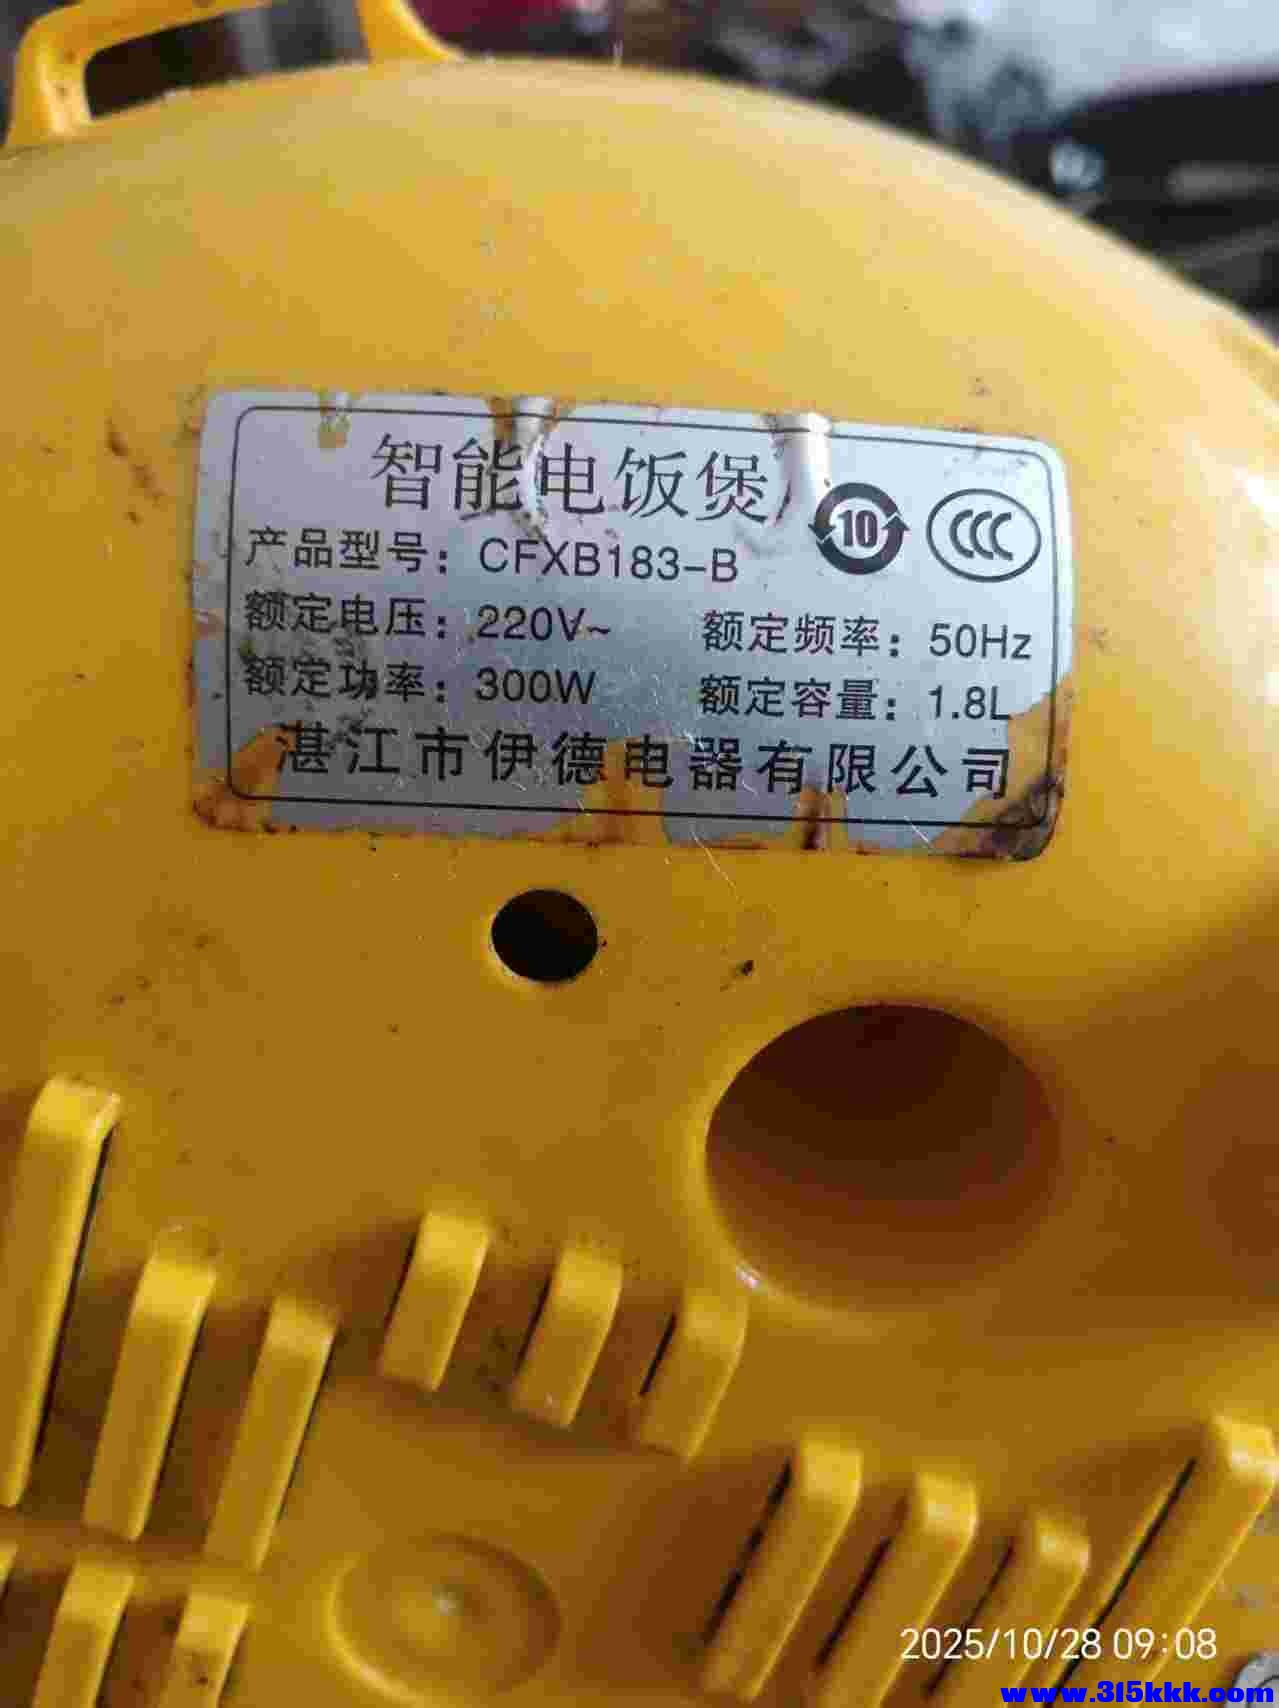 智能电饭煲
10
CCC
产品型号：CFXB183-B
额定电压：220V~ 额定频率：50Hz
额定功率：300W 额定容量：1.8L
湛江市伊德电器有限公司
2025/10/28 09:08
www.315kkk.com